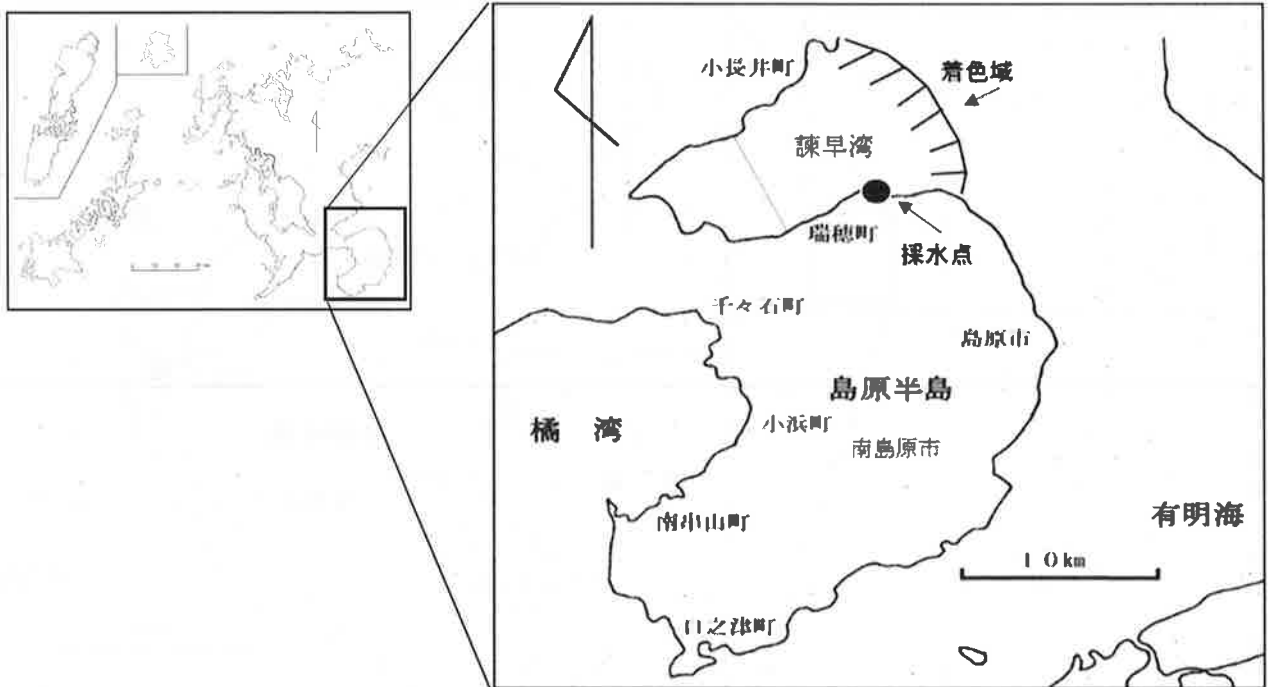 小長井町
着色域
諫早湾
瑞穂町
採水点
千々石町
島原市
島原半島
橘 湾
小浜町
南島原市
南串山町
有明海
10km
口之津町